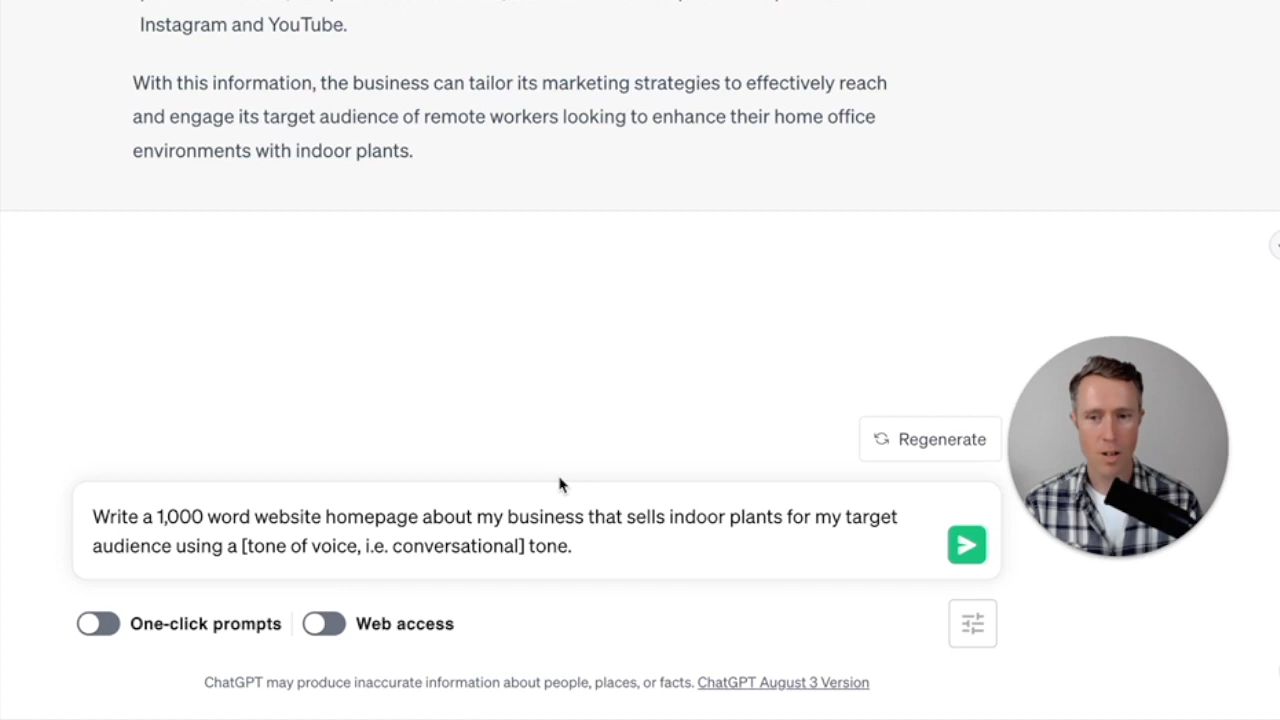 Instagram and YouTube.
With this information, the business can tailor its marketing strategies to effectively reach
and engage its target audience of remote workers looking to enhance their home office
environments with indoor plants.
Regenerate
Write a 1,000 word website homepage about my business that sells indoor plants for my target
audience using a [tone of voice, i.e. conversational] tone.
One-click prompts
Web access
ChatGPT may produce inaccurate information about people, places, or facts. ChatGPT August 3 Version